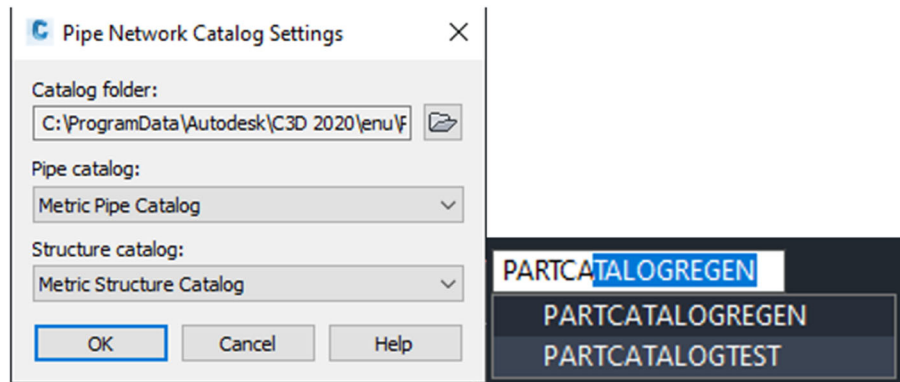 Pipe Network Catalog Settings
Catalog folder:
C:\ProgramData\Autodesk\C3D 2020\enu\F
Pipe catalog:
Metric Pipe Catalog
Structure catalog:
Metric Structure Catalog
OK Cancel Help
PARTCATALOGREGEN
PARTCATALOGREGEN
PARTCATALOGTEST